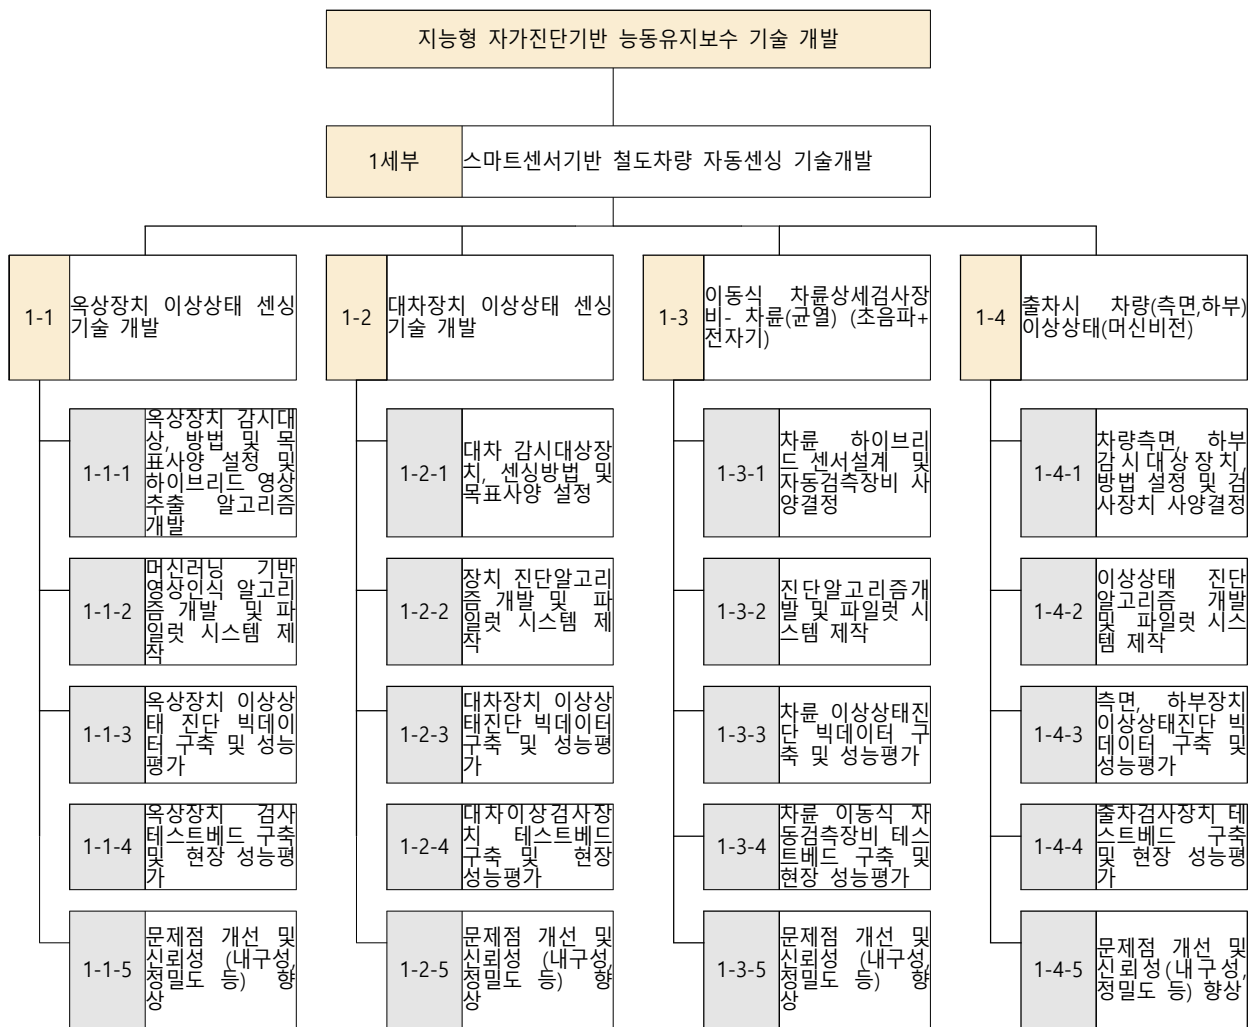 지능형 자가진단기반 능동유지보수 기술 개발
1세부
스마트센서기반 철도차량 자동센싱 기술개발
1-1
옥상장치 이상상태 센싱
기술 개발
1-2
대차장치 이상상태 센싱
기술 개발
1-3
이동식 차륜상세검사장
비- 차륜(균열) (초음파+
전자기)
1-4
출차시 차량(측면,하부)
이상상태(머신비전)
1-1-1
옥상장치 감시대
상, 방법 및 목
표사양 설정 및
하이브리드 영상
추출 알고리즘
개발
1-2-1
대차 감시대상장
치, 센싱방법 및
목표사양 설정
1-3-1
차륜 하이브리
드 센서설계 및
자동검측장비 사
양결정
1-4-1
차량측면, 하부
감시대상장치,
방법 설정 및 검
사장치 사양결정
1-1-2
머신러닝 기반
영상인식 알고리
즘 개발 및 파
일럿 시스템 제
작
1-2-2
장치 진단알고리
즘 개발 및 파
일럿 시스템 제
작
1-3-2
진단알고리즘개
발 및 파일럿 시
스템 제작
1-4-2
이상상태 진단
알고리즘 개발
및 파일럿 시스
템 제작
1-1-3
옥상장치 이상상
태 진단 빅데이
터 구축 및 성능
평가
1-2-3
대차장치 이상상
태진단 빅데이터
구축 및 성능평
가
1-3-3
차륜 이상상태진
단 빅데이터 구
축 및 성능평가
1-4-3
측면, 하부장치
이상상태진단 빅
데이터 구축 및
성능평가
1-1-4
옥상장치 검사
테스트베드 구축
및 현장 성능평
가
1-2-4
대차이상검사장
치 테스트베드
구축 및 현장
성능평가
1-3-4
차륜 이동식 자
동검측장비 테스
트베드 구축 및
현장 성능평가
1-4-4
출차검사장치 테
스트베드 구축
및 현장 성능평
가
1-1-5
문제점 개선 및
신뢰성 (내구성,
정밀도 등) 향
상
1-2-5
문제점 개선 및
신뢰성 (내구성,
정밀도 등) 향
상
1-3-5
문제점 개선 및
신뢰성 (내구성,
정밀도 등) 향
상
1-4-5
문제점 개선 및
신뢰성(내구성,
정밀도 등) 향상